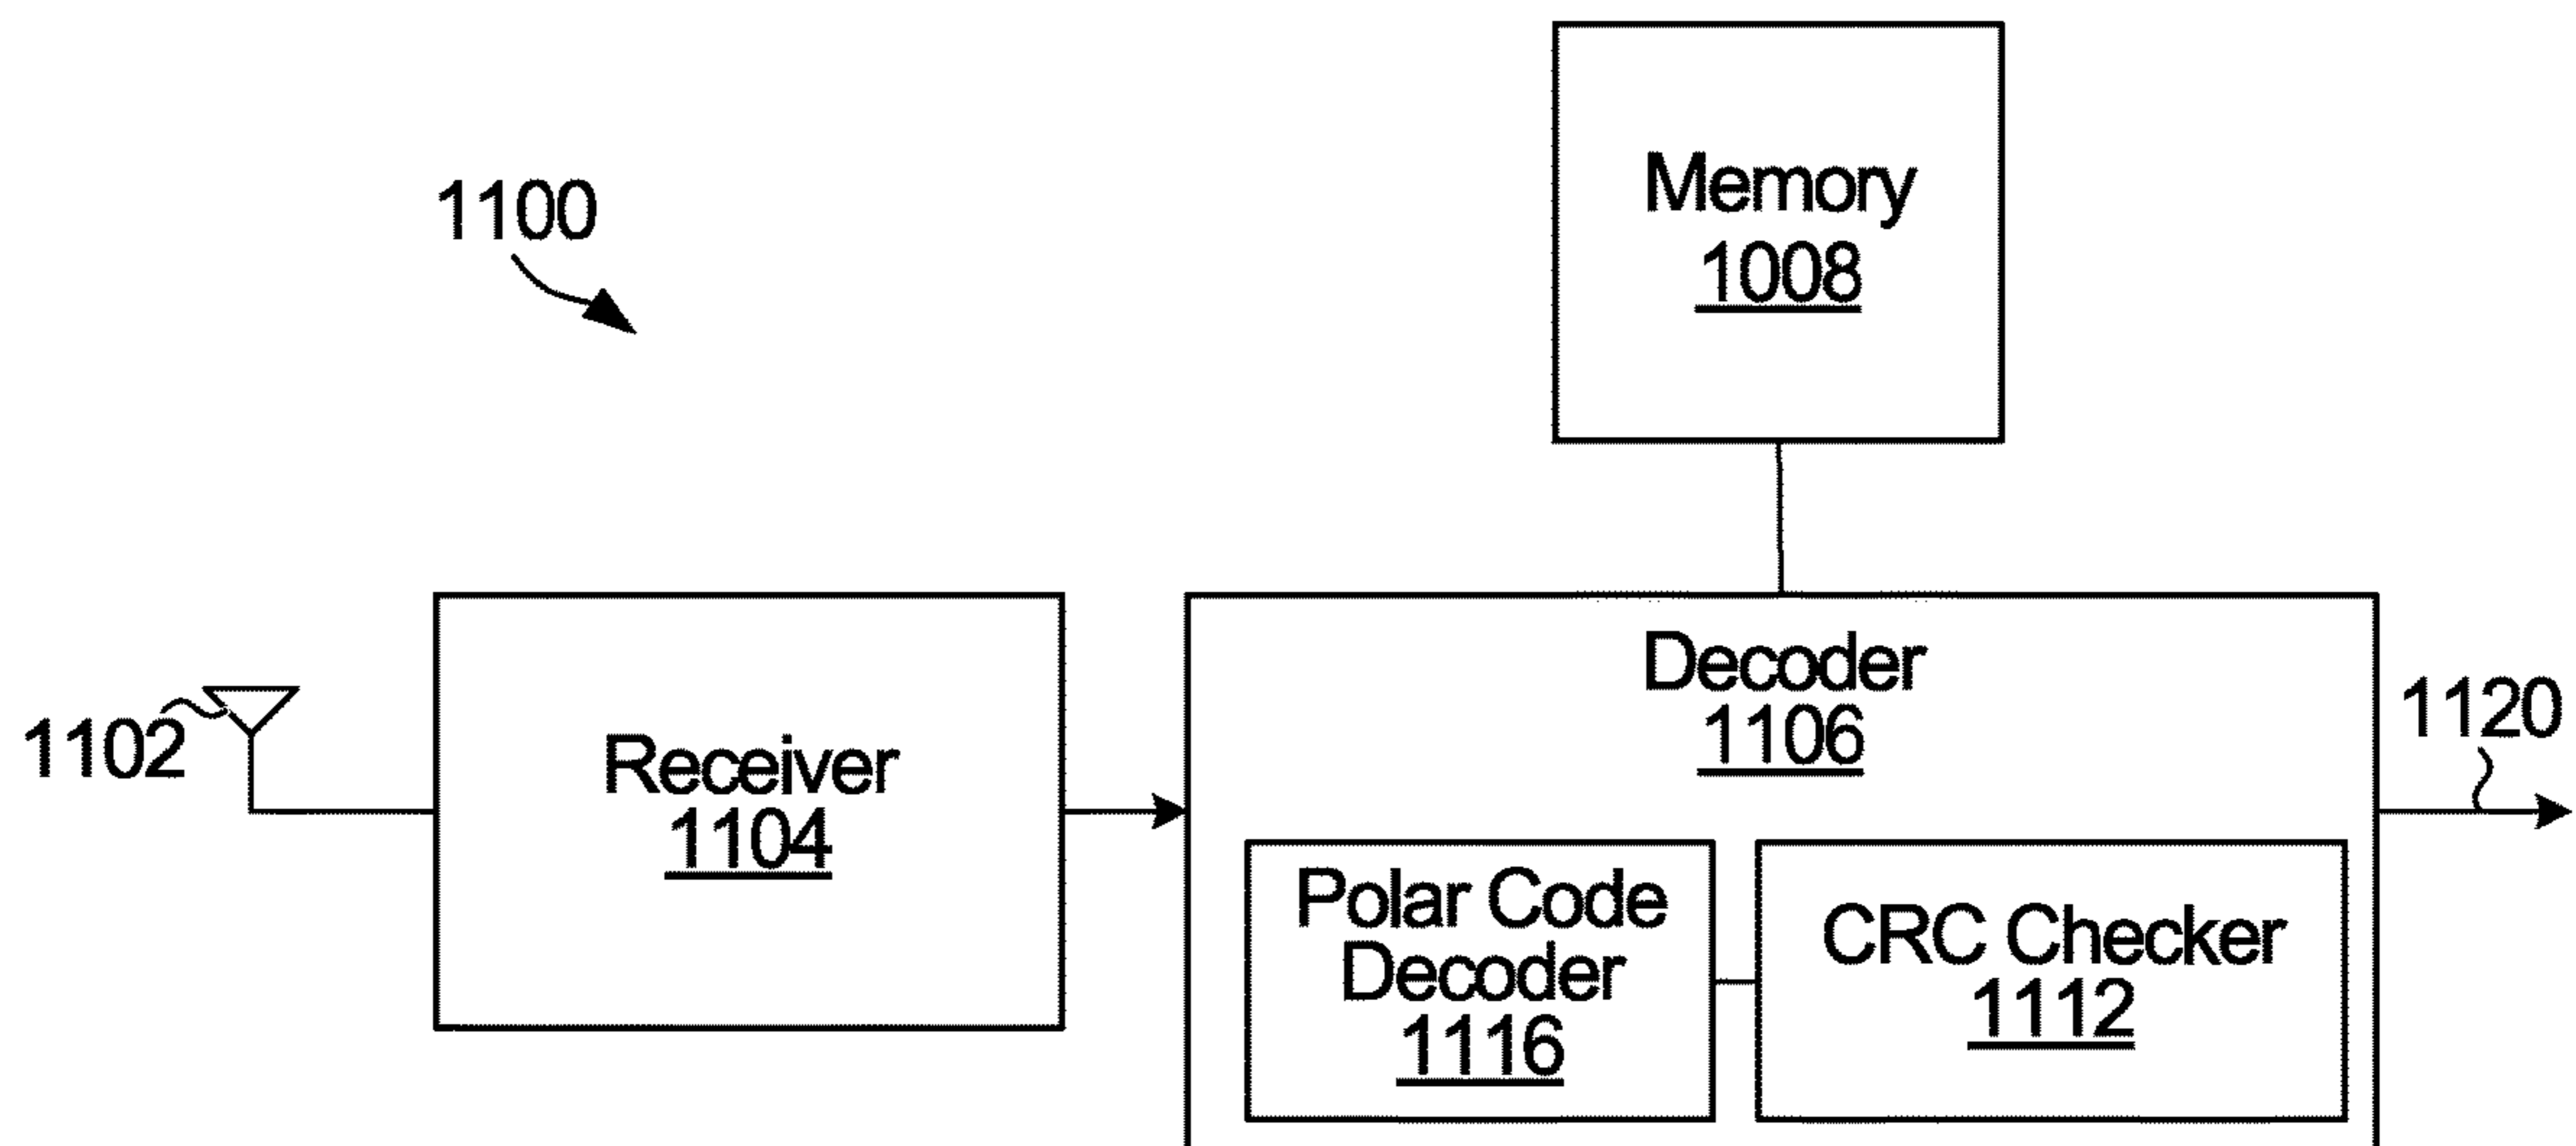 Memory
1008
1100
Decoder
1106
1102
Receiver
1104
1120
Polar Code
Decoder
1116
CRC Checker
1112